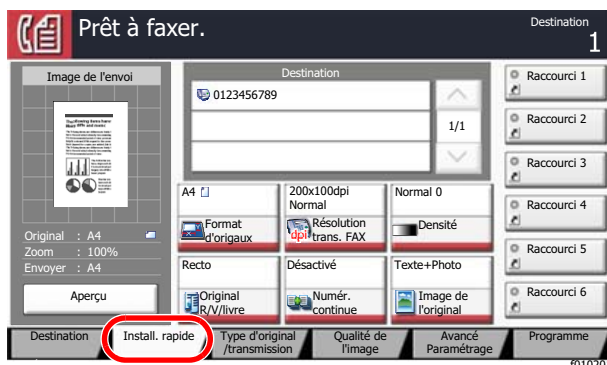 Prêt à faxer.
Destination
1
Image de l'envoi
Original : A4
Zoom : 100%
Envoyer : A4
Aperçu
Destination
0123456789
1/1
A4
200x100dpi
Normal
Normal 0
Format
d'origaux
dpi
Résolution
trans. FAX
Densité
Recto
Désactivé
Texte+Photo
Original
R/V/livre
Numér.
continue
Image de
l'original
Raccourci 1
Raccourci 2
Raccourci 3
Raccourci 4
Raccourci 5
Raccourci 6
Destination
Install. rapide
Type d'original
/transmission
Qualité de
l'image
Avancé
Paramétrage
Programme